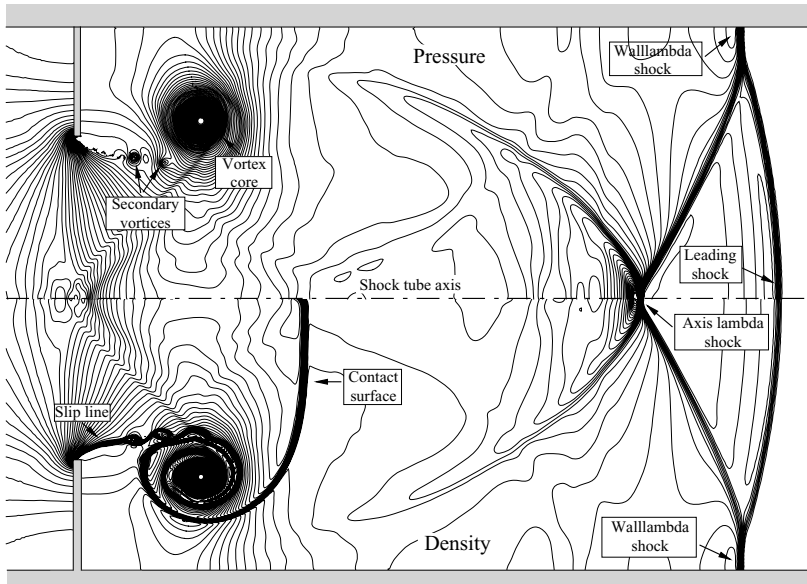 Pressure
Walllambda
shock
Vortex
core
Secondary
vortices
Leading
shock
Shock tube axis
Axis lambda
shock
Contact
surface
Slip line
Density
Walllambda
shock